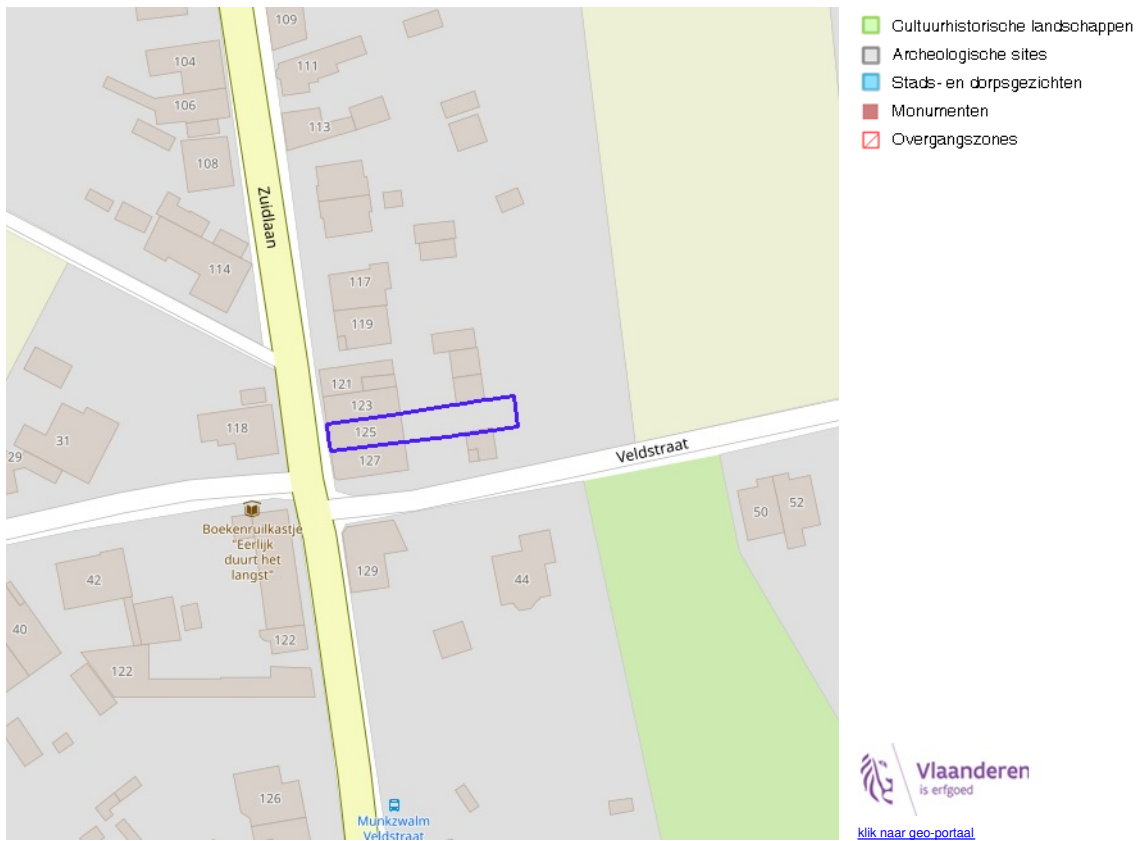 109
104
111
106
113
108
Zuidlaan
114
117
119
121
123
125
127
118
31
29
Veldstraat
50
52
Boekenruilkastje
"Eerlijk
duurt het
langst"
129
44
42
40
122
122
126
Munkzwalm
Veldstraat
Cultuurhistorische landschappen
Archeologische sites
Stads- en dorpsgezichten
Monumenten
Overgangszones
Vlaanderen
is erfgoed
klik naar geo-portaal